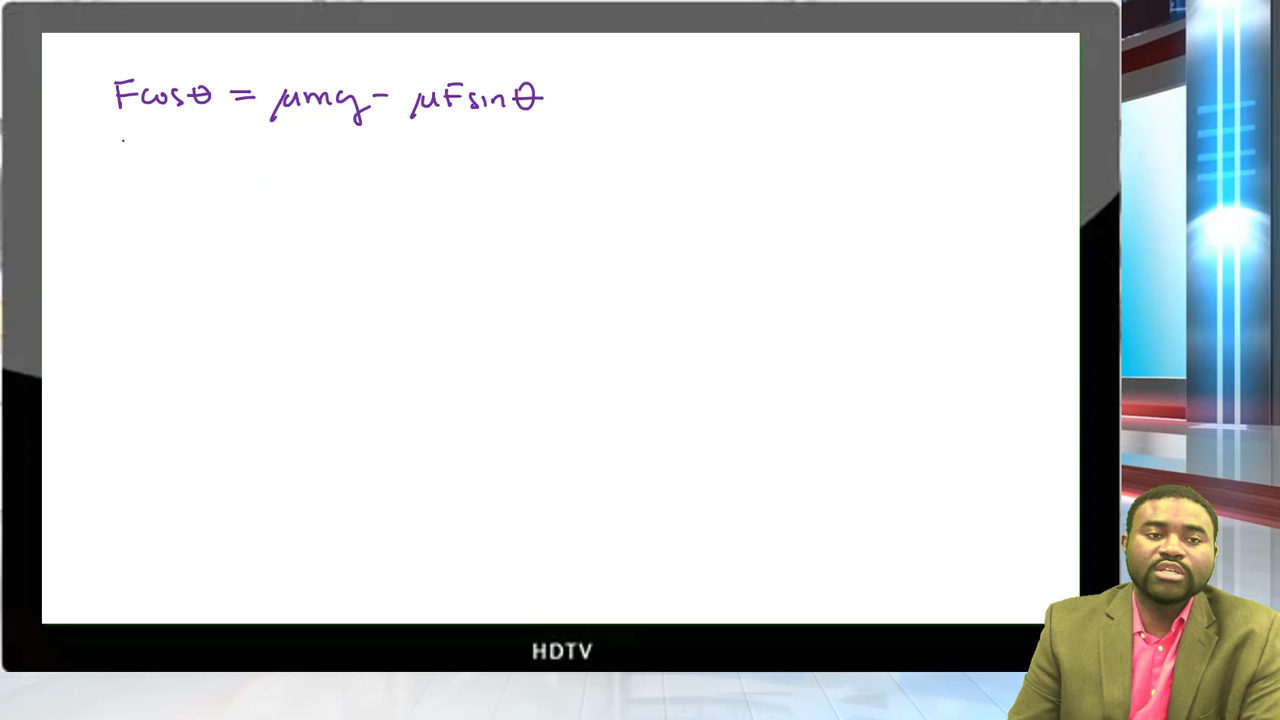 Fcosθ = μmg - μFsinθ
HDTV